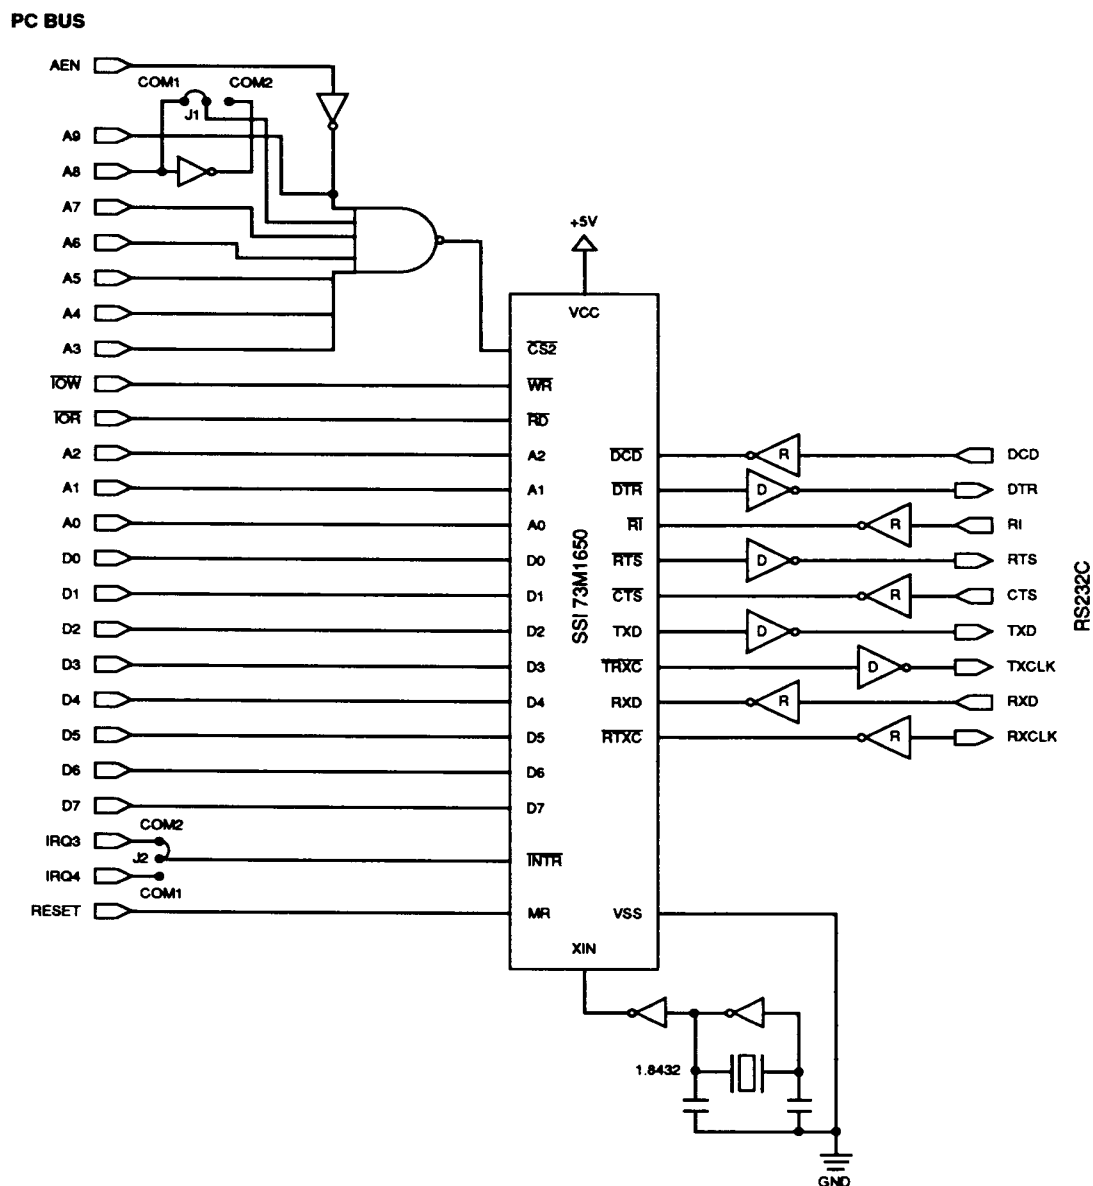 PC BUS
AEN
COM1 COM2
J1
A9
A8
A7
A6
A5
A4
A3
IOW
IOR
A2
A1
A0
D0
D1
D2
D3
D4
D5
D6
D7
COM2
IRQ3
J2
IRQ4
COM1
RESET
+5V
VCC
CS2
WR
RD
A2
A1
A0
D0
D1
D2
D3
D4
D5
D6
D7
INTR
MR
XIN
SSI 73M1650
DCD
DTR
RI
RTS
CTS
TXD
TRXC
RXD
RTXC
VSS
R
D
R
D
R
D
D
R
R
DCD
DTR
RI
RTS
CTS
TXD
TXCLK
RXD
RXCLK
RS232C
1.8432
GND